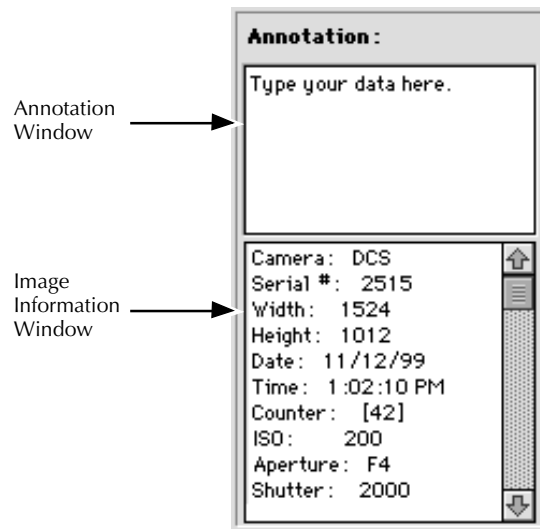 Annotation:
Type your data here.
Annotation
Window
Camera: DCS
Serial #: 2515
Width: 1524
Height: 1012
Date: 11/12/99
Time: 1:02:10 PM
Counter: [42]
ISO: 200
Aperture: F4
Shutter: 2000
Image
Information
Window